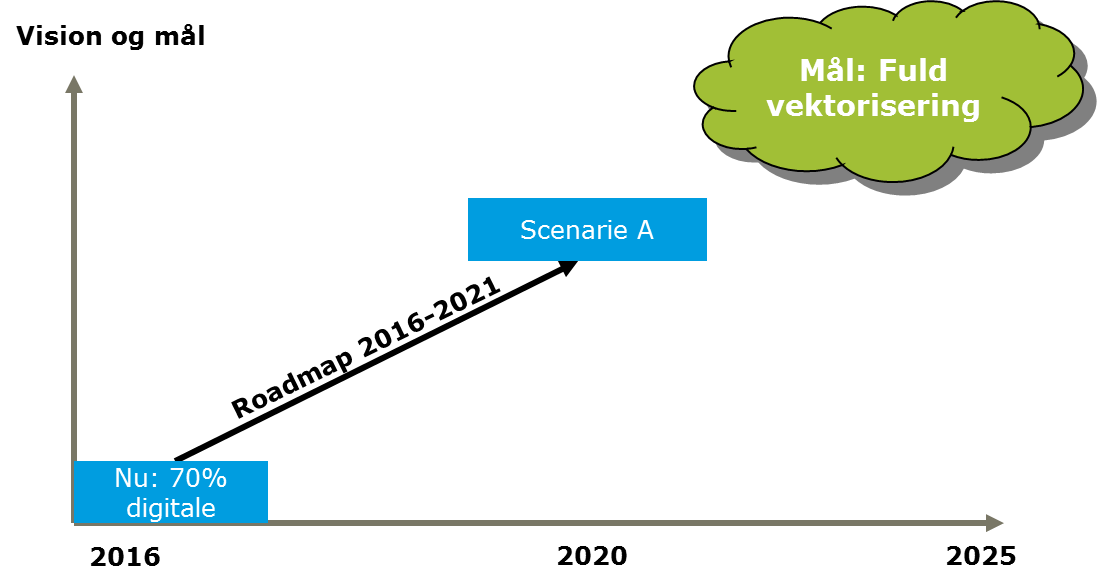 Vision og mål
Mål: Fuld
vektorisering
Scenarie A
Roadmap 2016-2021
Nu: 70%
digitale
2016
2020
2025